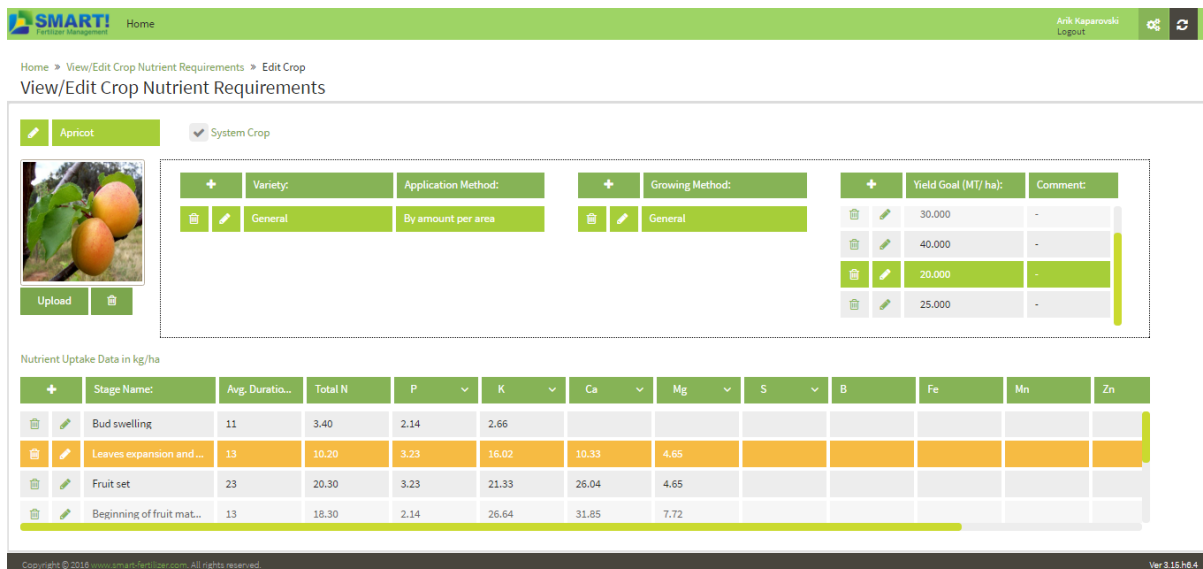 SMART! Home Arik Kaparovski
Fertilizer Management Logout
Home » View/Edit Crop Nutrient Requirements » Edit Crop
View/Edit Crop Nutrient Requirements
Apricot System Crop
Variety: Application Method: Growing Method: Yield Goal (MT/ ha): Comment:
General By amount per area General 30.000 -
40.000 -
20.000 -
25.000 -
Upload
Nutrient Uptake Data in kg/ha
Stage Name: Avg. Duratio... Total N P K Ca Mg S B Fe Mn Zn
Bud swelling 11 3.40 2.14 2.66
Leaves expansion and ... 13 10.20 3.23 16.02 10.33 4.65
Fruit set 23 20.30 3.23 21.33 26.04 4.65
Beginning of fruit mat... 13 18.30 2.14 26.64 31.85 7.72
Copyright © 2016 www.smart-fertilizer.com. All rights reserved. Ver 3.15.h6.4